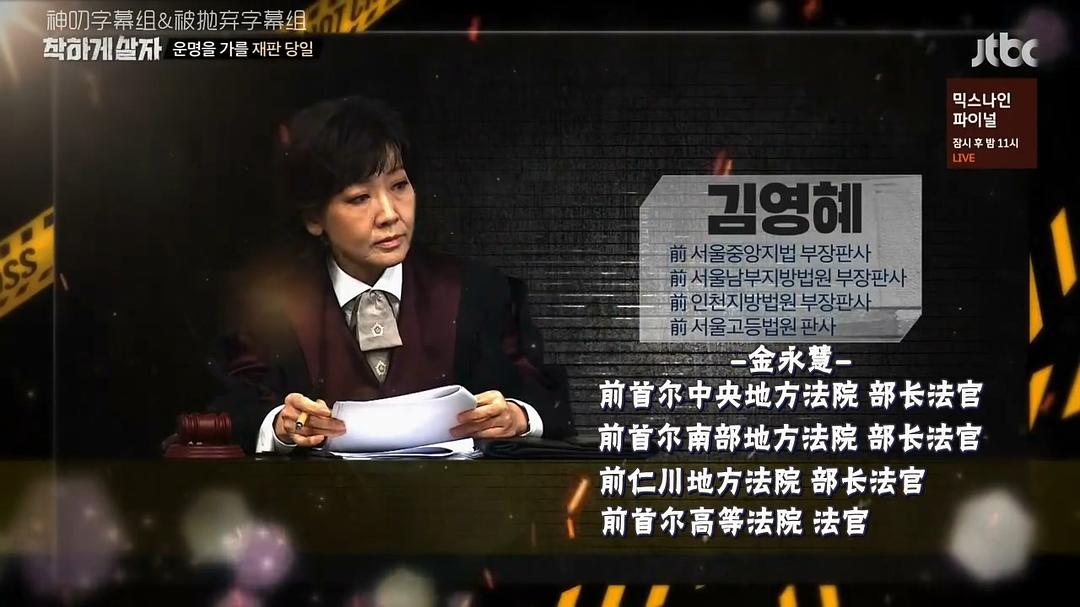 神叨字幕组&被抛弃字幕组
착하게살자 운명을 가를 재판 당일
jtbc
믹스나인
파이널
잠시 후 밤 11시
LIVE
OSS
김영혜
前 서울중앙지법 부장판사
前 서울남부지방법원 부장판사
前 인천지방법원 부장판사
前 서울고등법원 판사
-金永慧-
前首尔中央地方法院 部长法官
前首尔南部地方法院 部长法官
前仁川地方法院 部长法官
前首尔高等法院 法官